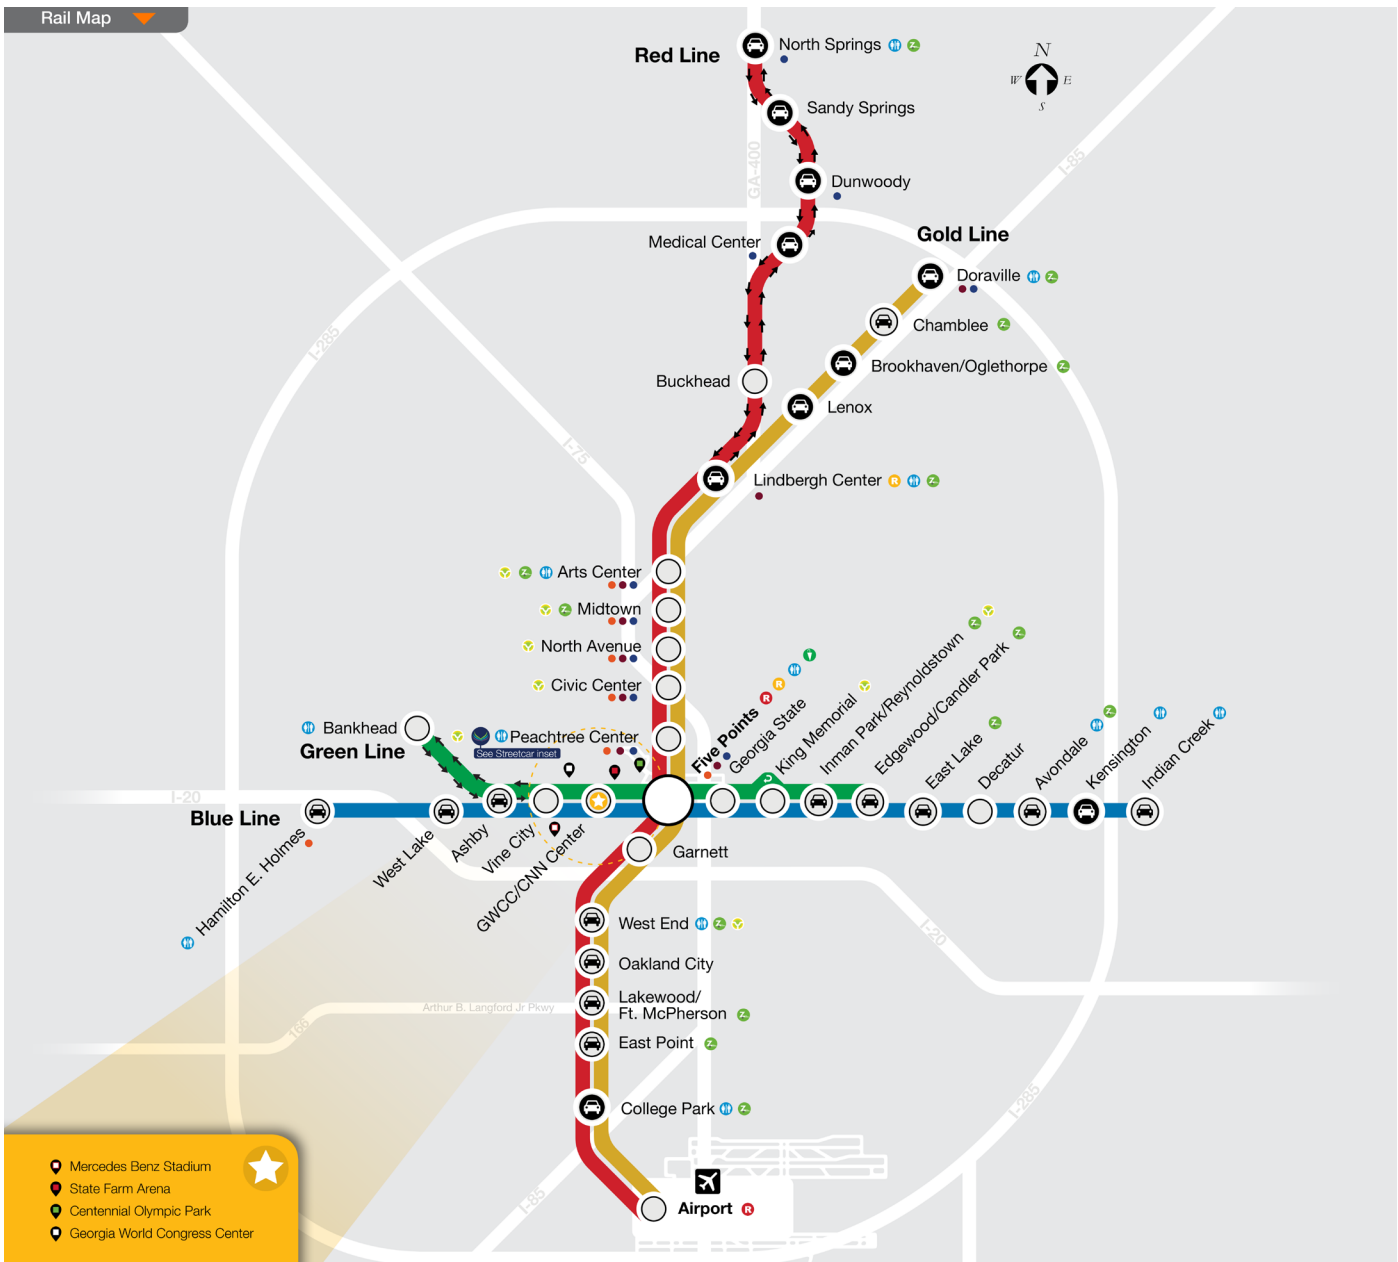 Rail Map
Red Line
North Springs
Z
N
W
E
S
Sandy Springs
GA-400
I-85
Dunwoody
Medical Center
Gold Line
Doraville
Z
I-285
Chamblee
Z
Brookhaven/Oglethorpe
Z
Buckhead
Lenox
I-75
Lindbergh Center
R
Z
Z
Arts Center
Z
Midtown
North Avenue
Civic Center
Bankhead
Green Line
Peachtree Center
See Streetcar inset
Five Points
R
R
Georgia State
King Memorial
Inman Park/Reynoldstown
Z
Edgewood/Candler Park
Z
East Lake
Z
Decatur
Avondale
Z
Kensington
Indian Creek
I-20
Blue Line
Hamilton E. Holmes
West Lake
Ashby
Vine City
GWCC/CNN Center
Garnett
West End
Z
I-20
Oakland City
Lakewood/
Ft. McPherson
Z
Arthur B. Langford Jr Pkwy
166
East Point
Z
College Park
Z
I-285
I-85
Airport
R
Mercedes Benz Stadium
State Farm Arena
Centennial Olympic Park
Georgia World Congress Center